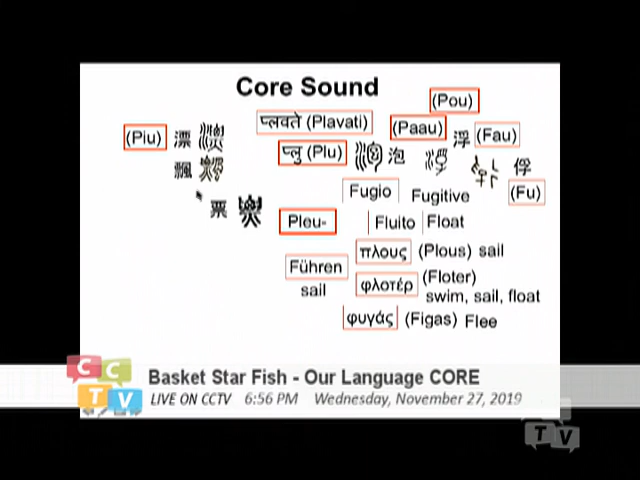 Core Sound
(Pou)
प्लवते (Plavati)
(Paau)
(Piu) 漂
浮 (Fau)
प्लु (Plu)
泡
飄
俘
(Fu)
Fugio
Fugitive
票
Pleu-
Fluito
Float
πλους (Plous) sail
Führen
sail
φλοτέρ (Floter)
swim, sail, float
φυγάς (Figas) Flee
CCTV
Basket Star Fish - Our Language CORE
LIVE ON CCTV 6:56 PM Wednesday, November 27, 2019
TV